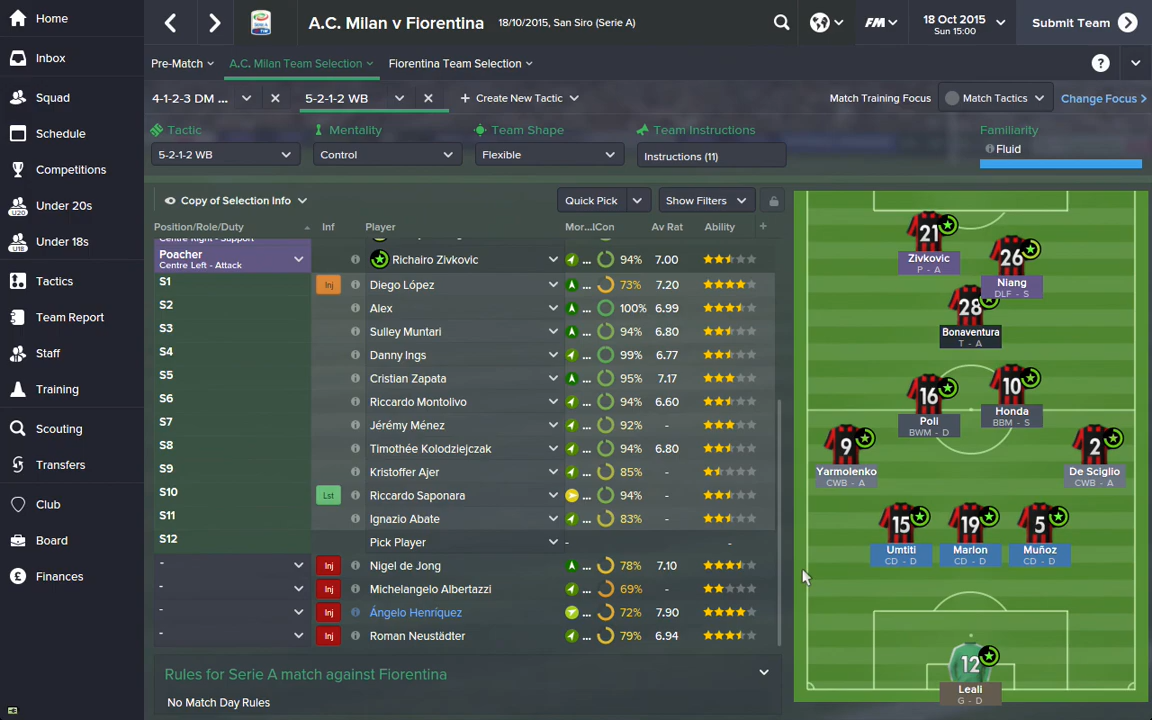 Home
A.C. Milan v Fiorentina
18/10/2015, San Siro (Serie A)
FM
18 Oct 2015
Sun 15:00
Submit Team
Inbox
Squad
Schedule
Competitions
U20
Under 20s
U18
Under 18s
Tactics
Team Report
Staff
Training
Scouting
Transfers
Club
Board
£ Finances
Pre-Match
A.C. Milan Team Selection
Fiorentina Team Selection
?
4-1-2-3 DM ...
5-2-1-2 WB
+ Create New Tactic
Match Training Focus
Match Tactics
Change Focus >
Tactic
Mentality
Team Shape
Team Instructions
Familiarity
5-2-1-2 WB
Control
Flexible
Instructions (11)
Fluid
Copy of Selection Info
Quick Pick
Show Filters
Position/Role/Duty Inf Player Mor... ICon Av Rat Ability +
Centre Right - Support
Poacher
Centre Left - Attack
Richairo Zivkovic ... 94% 7.00
S1 Inj Diego López ... 73% 7.20
S2 Alex ... 100% 6.99
S3 Sulley Muntari ... 94% 6.80
S4 Danny Ings ... 99% 6.77
S5 Cristian Zapata ... 95% 7.17
S6 Riccardo Montolivo ... 94% 6.60
S7 Jérémy Ménez ... 92% -
S8 Timothée Kolodziejczak ... 94% 6.80
S9 Kristoffer Ajer ... 85% -
S10 Lst Riccardo Saponara ... 94% -
S11 Ignazio Abate ... 83% -
S12 Pick Player - -
- Inj Nigel de Jong ... 78% 7.10
- Inj Michelangelo Albertazzi ... 69% -
- Inj Ángelo Henríquez ... 72% 7.90
- Inj Roman Neustädter ... 79% 6.94
Rules for Serie A match against Fiorentina
No Match Day Rules
21
Zivkovic
P - A
26
Niang
DLF - S
28
Bonaventura
T - A
16
Poli
BWM - D
10
Honda
BBM - S
9
Yarmolenko
CWB - A
2
De Sciglio
CWB - A
15
Umtiti
CD - D
19
Marlon
CD - D
5
Muñoz
CD - D
12
Leali
G - D